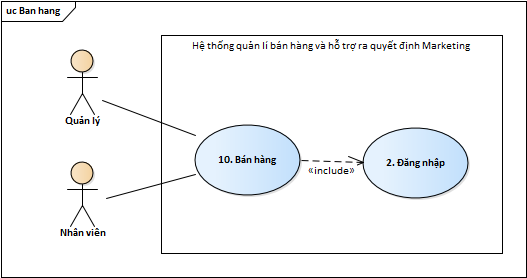 uc Ban hang
Hệ thống quản lí bán hàng và hỗ trợ ra quyết định Marketing
Quản lý
10. Bán hàng
2. Đăng nhập
«include»
Nhân viên